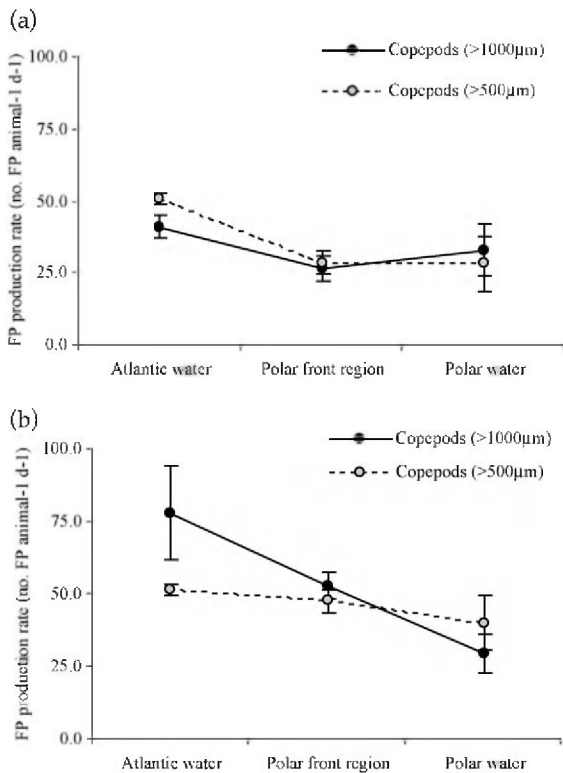 (a)
Copepods (>1000µm)
Copepods (>500µm)
FP production rate (no. FP animal-1 d-1)
100.0
75.0
50.0
25.0
0.0
Atlantic water Polar front region Polar water
(b)
Copepods (>1000µm)
Copepods (>500µm)
FP production rate (no. FP animal-1 d-1)
100.0
75.0
50.0
25.0
0.0
Atlantic water Polar front region Polar water